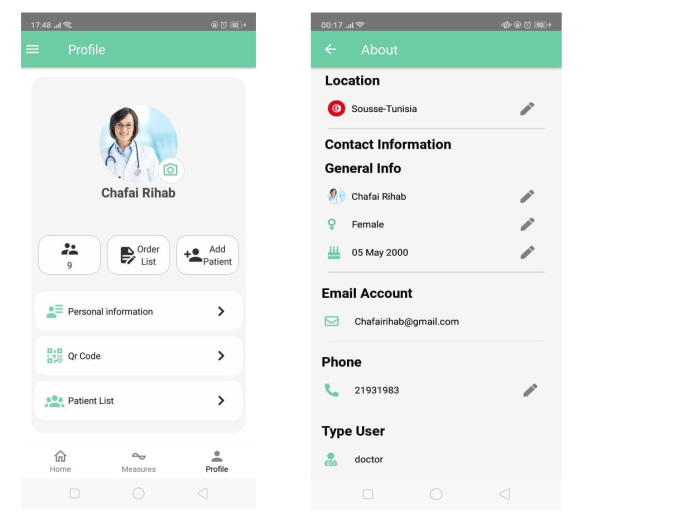 17:48
82
Profile
Chafai Rihab
9
Order
List
Add
Patient
Personal information
Qr Code
Patient List
Home
Measures
Profile
00:17
About
Location
Sousse-Tunisia
Contact Information
General Info
Chafai Rihab
Female
05 May 2000
Email Account
Chafairihab@gmail.com
Phone
21931983
Type User
doctor